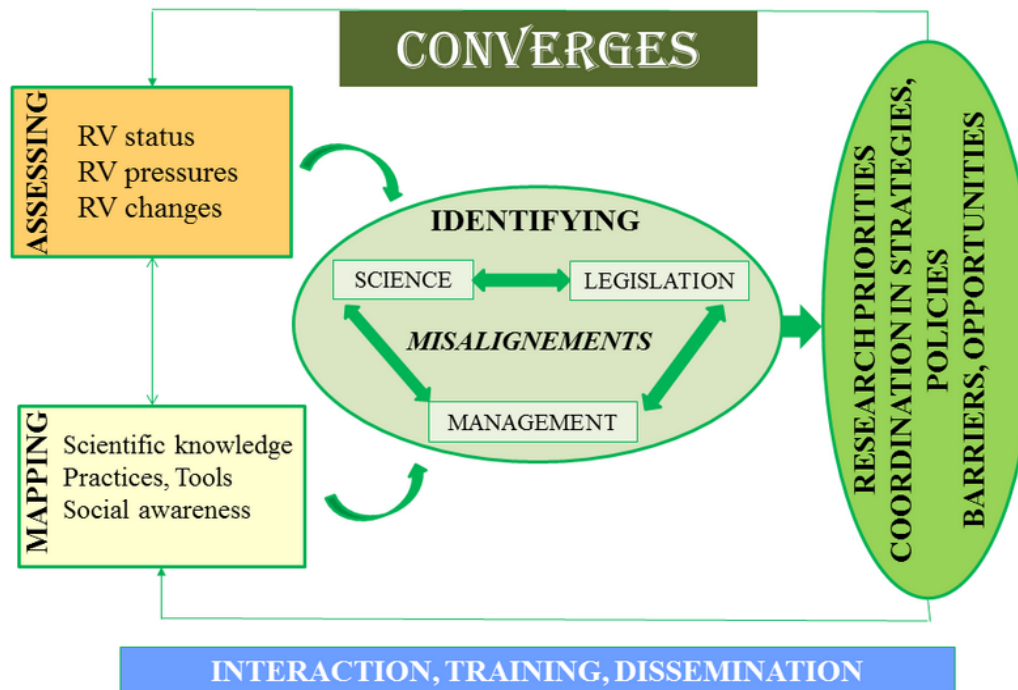 CONVERGES
ASSESSING
RV status
RV pressures
RV changes
MAPPING
Scientific knowledge
Practices, Tools
Social awareness
IDENTIFYING
SCIENCE
LEGISLATION
MISALIGNEMENTS
MANAGEMENT
RESEARCH PRIORITIES
COORDINATION IN STRATEGIES,
POLICIES
BARRIERS, OPPORTUNITIES
INTERACTION, TRAINING, DISSEMINATION